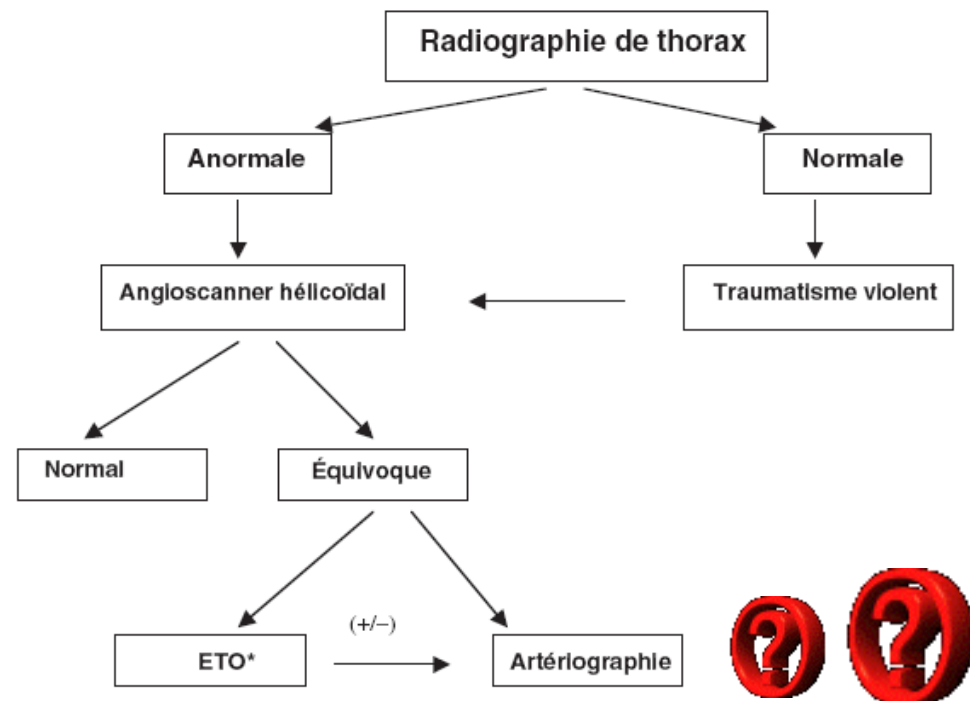 Radiographie de thorax
Anormale
Normale
Angioscanner hélicoïdal
Traumatisme violent
Normal
Équivoque
(+/−)
ETO*
Artériographie
? ?